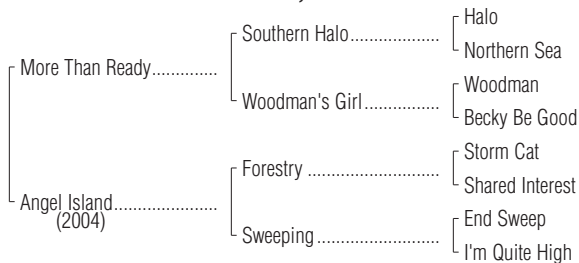 Halo
Southern Halo....................
Northern Sea
More Than Ready.............
Woodman
Woodman's Girl.................
Becky Be Good
Storm Cat
Forestry ............................
Shared Interest
Angel Island.....................
(2004)
End Sweep
Sweeping..........................
I'm Quite High